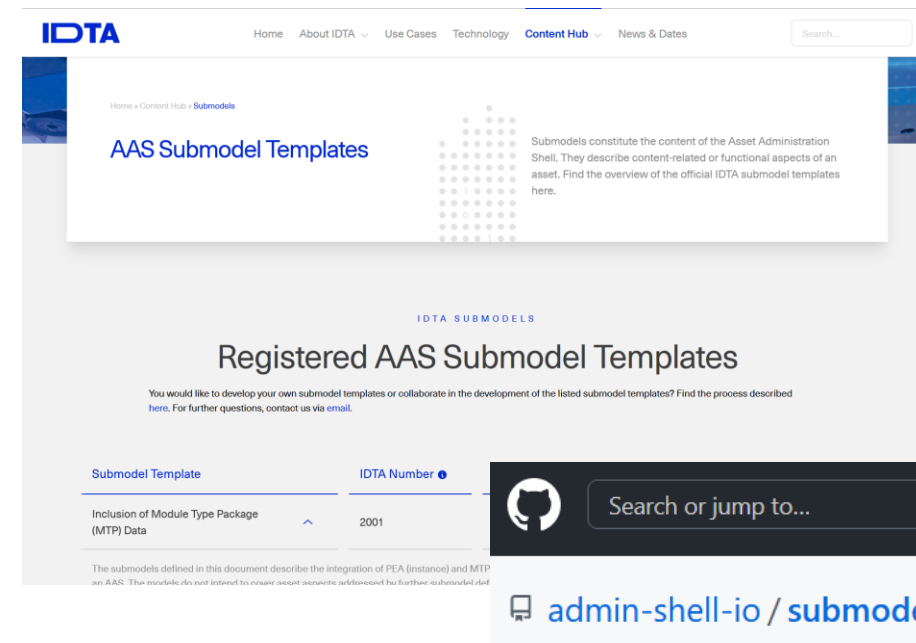 IDTA
Home About IDTA Use Cases Technology Content Hub News & Dates Search...
Home » Content Hub » Submodels
AAS Submodel Templates
Submodels constitute the content of the Asset Administration
Shell. They describe content-related or functional aspects of an
asset. Find the overview of the official IDTA submodel templates
here.
1
0
1
IDTA SUBMODELS
Registered AAS Submodel Templates
You would like to develop your own submodel templates or collaborate in the development of the listed submodel templates? Find the process described
here. For further questions, contact us via email.
Submodel Template IDTA Number
Inclusion of Module Type Package
(MTP) Data
2001
The submodels defined in this document describe the integration of PEA (instance) and MTP
an AAS. The models do not intend to cover asset aspects addressed by further submodel def
Search or jump to...
admin-shell-io / submode